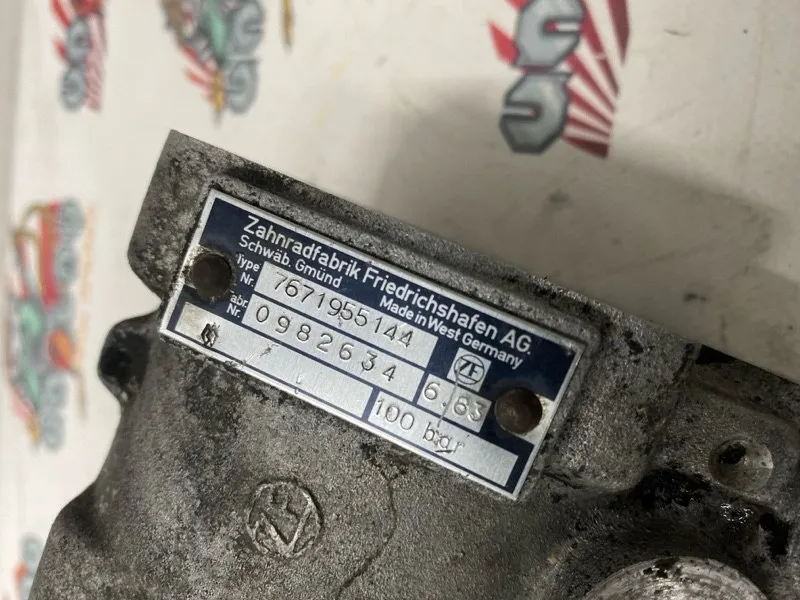 Zahnradfabrik Friedrichshafen AG.
Schwäb. Gmünd Made in West Germany
Type Nr. 7671955144
Fabr. Nr. 0982634 6.83 ZF
100 bar
ZF